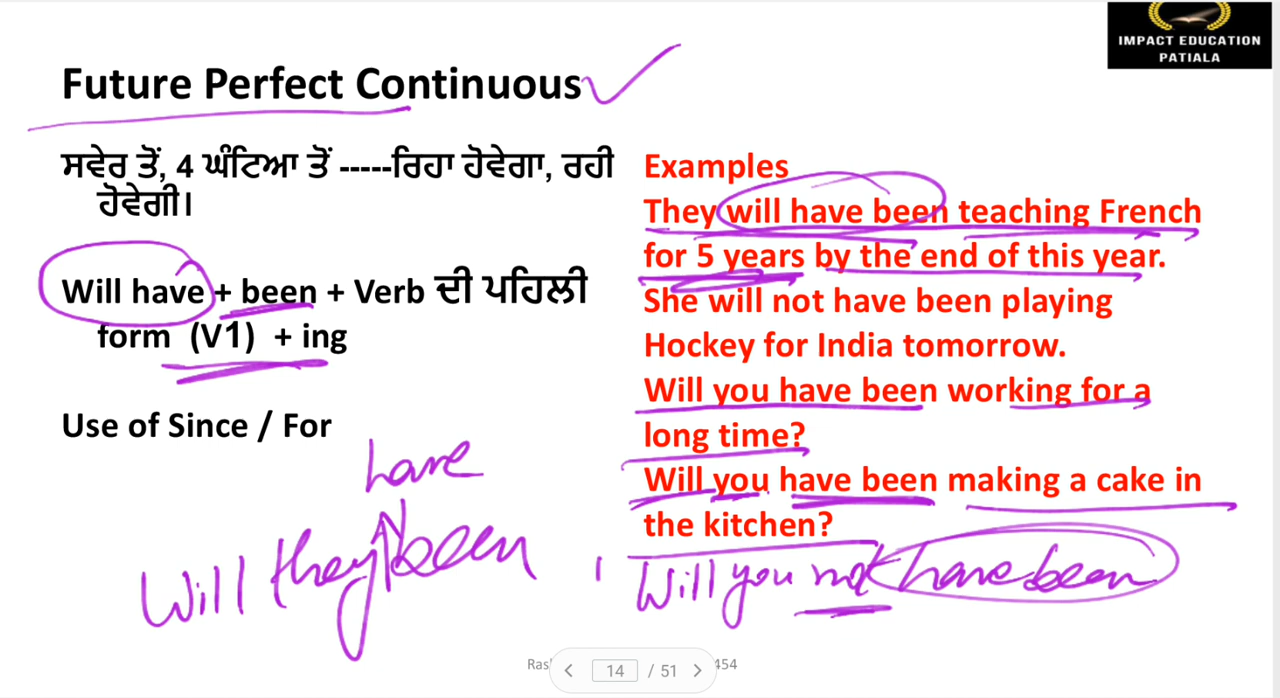 IMPACT EDUCATION
PATIALA
Future Perfect Continuous
ਸਵੇਰ ਤੋਂ, 4 ਘੰਟਿਆ ਤੋਂ -----ਰਿਹਾ ਹੋਵੇਗਾ, ਰਹੀ
ਹੋਵੇਗੀ।
Will have + been + Verb ਦੀ ਪਹਿਲੀ
form (V1) + ing
Use of Since / For
have
Will they been
Examples
They will have been teaching French
for 5 years by the end of this year.
She will not have been playing
Hockey for India tomorrow.
Will you have been working for a
long time?
Will you have been making a cake in
the kitchen?
Will you not have been
14 / 51
454